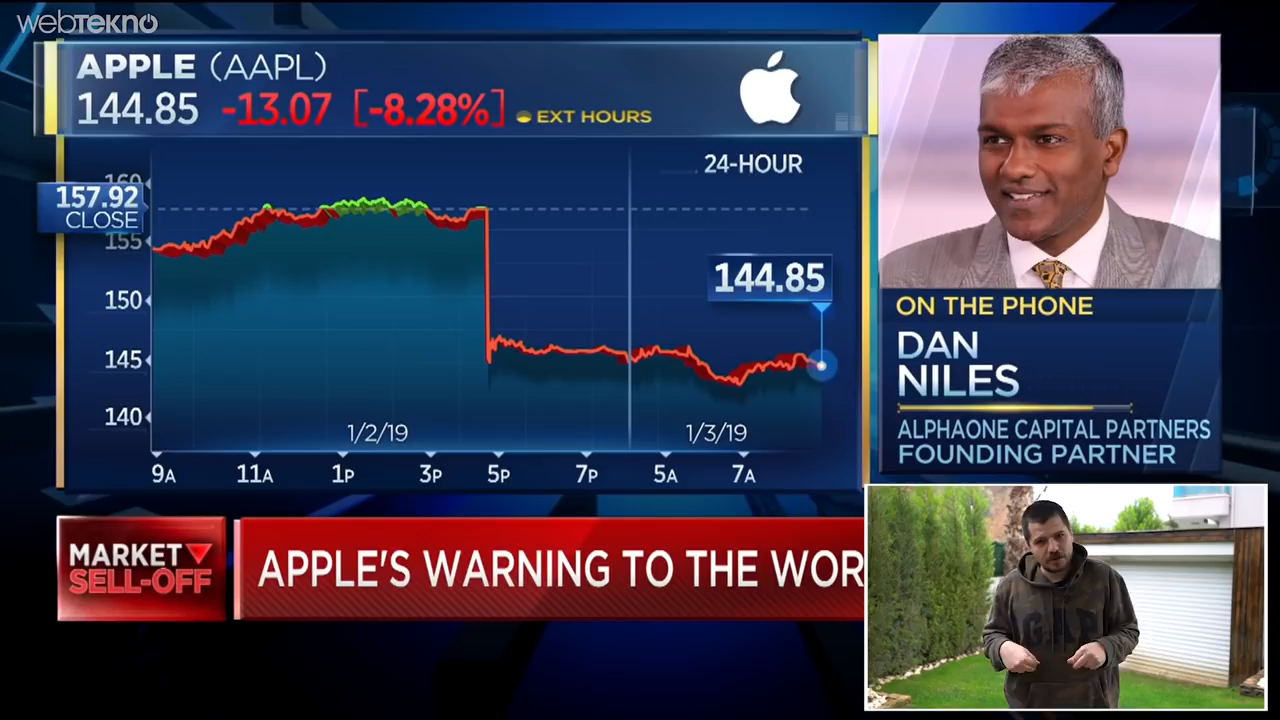 webTEKNO
APPLE (AAPL)
144.85 -13.07 [-8.28%] EXT HOURS
24-HOUR
160
157.92
CLOSE
155
150
145
140
144.85
1/2/19 1/3/19
9A 11A 1P 3P 5P 7P 5A 7A
ON THE PHONE
DAN
NILES
ALPHAONE CAPITAL PARTNERS
FOUNDING PARTNER
MARKET
SELL-OFF
APPLE'S WARNING TO THE WOR
GAP